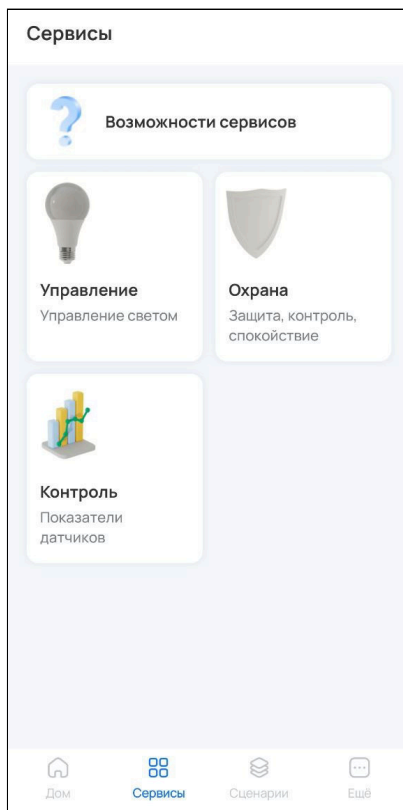 Сервисы
Возможности сервисов
Управление
Управление светом
Охрана
Защита, контроль,
спокойствие
Контроль
Показатели
датчиков
Дом
Сервисы
Сценарии
Ещё